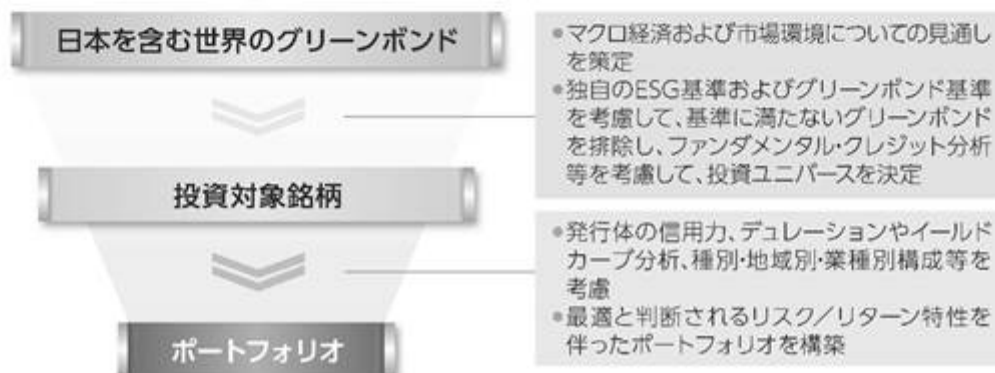 日本を含む世界のグリーンボンド
●マクロ経済および市場環境についての見通し
を策定
●独自のESG基準およびグリーンボンド基準
を考慮して、基準に満たないグリーンボンド
を排除し、ファンダメンタル・クレジット分析
等を考慮して、投資ユニバースを決定
投資対象銘柄
●発行体の信用力、デュレーションやイールド
カーブ分析、種別・地域別・業種別構成等を
考慮
●最適と判断されるリスク／リターン特性を
伴ったポートフォリオを構築
ポートフォリオ